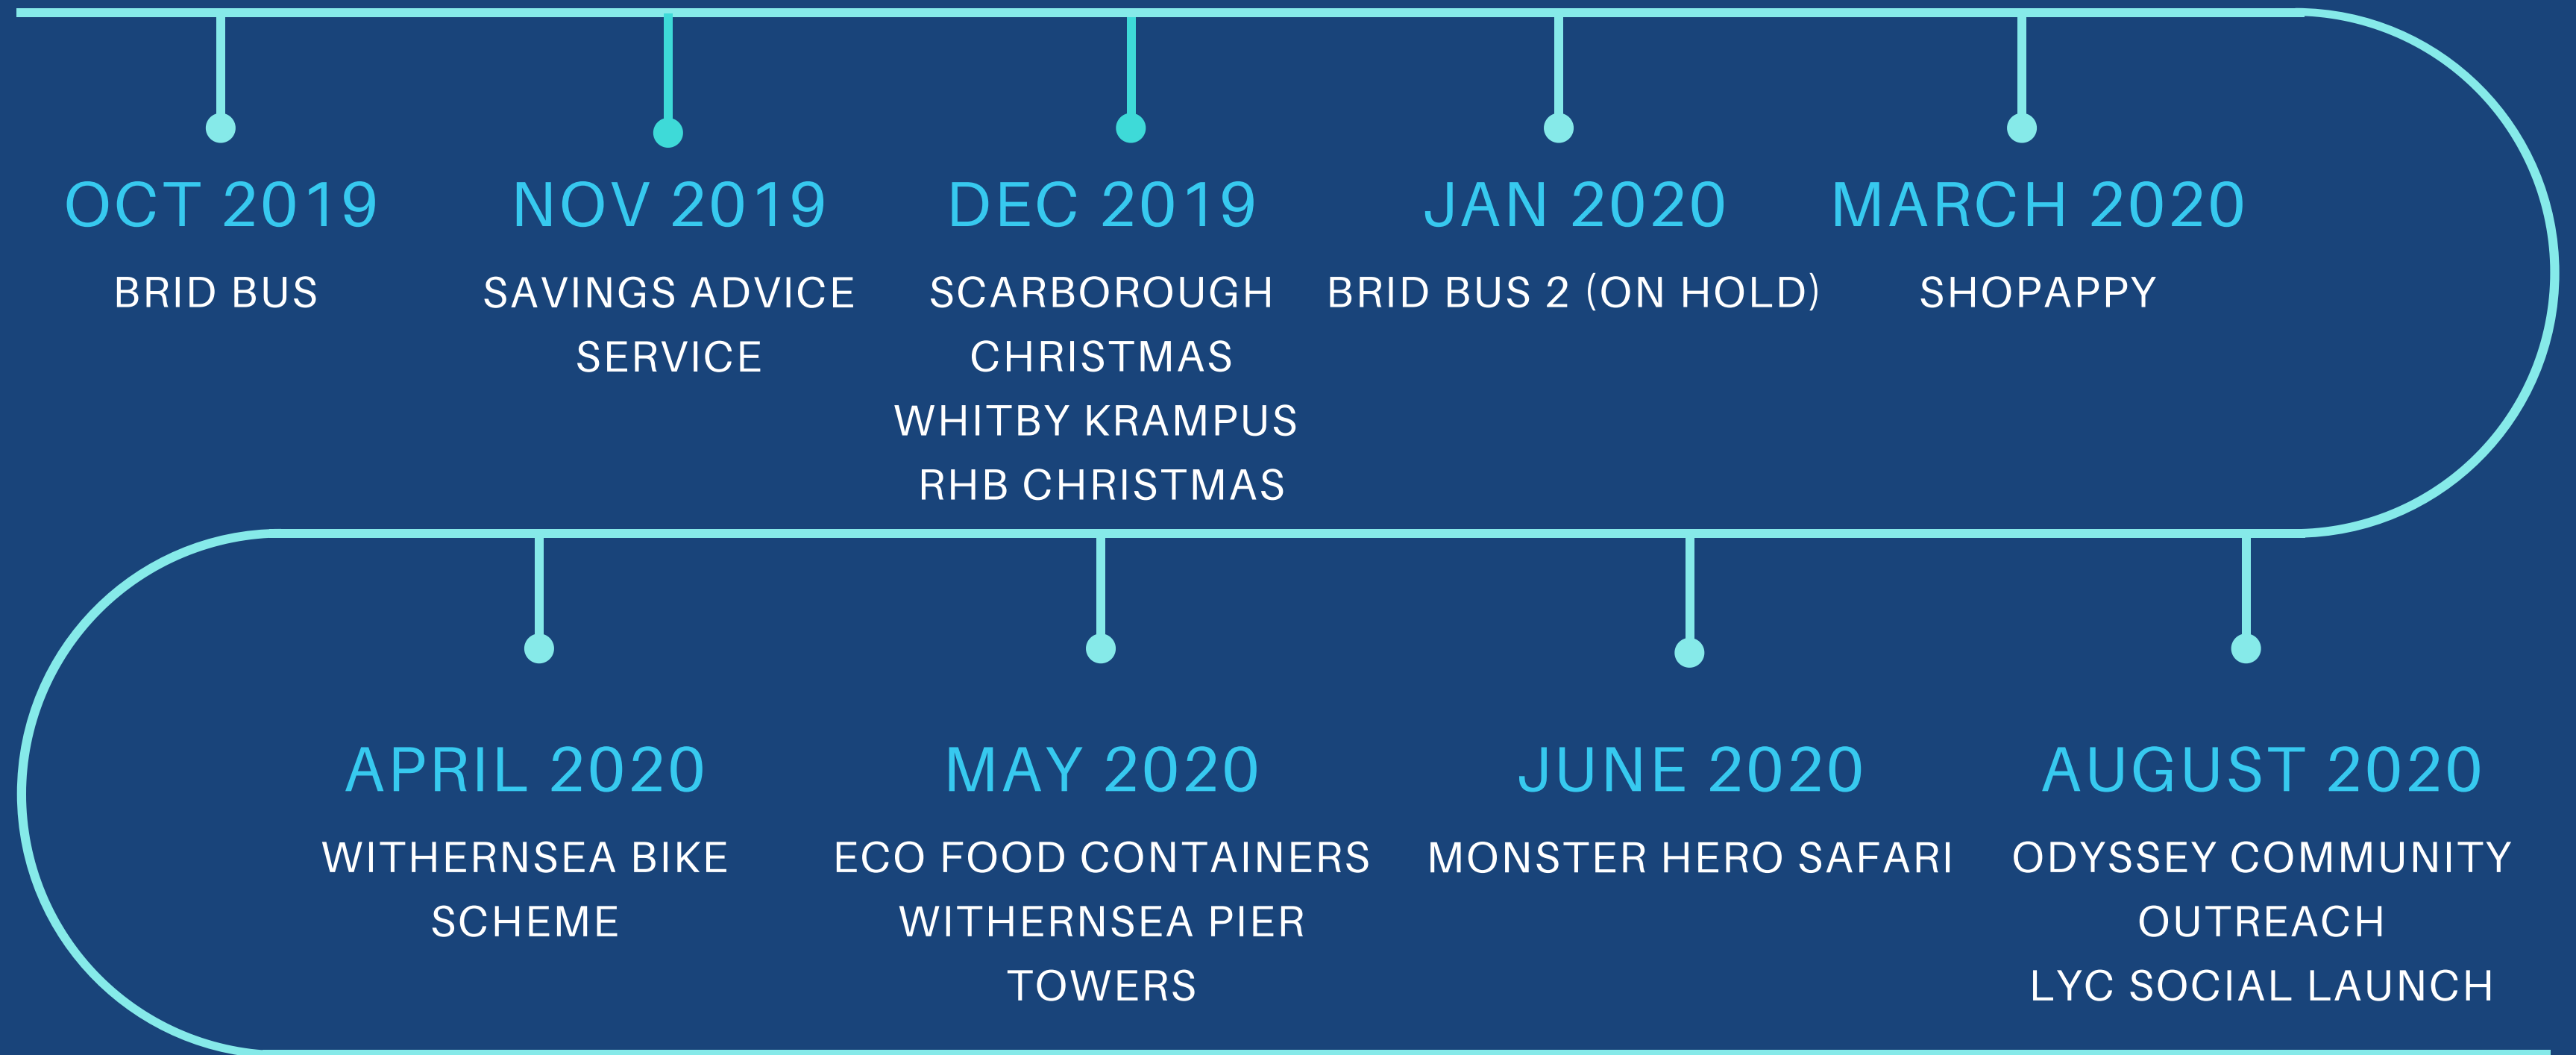 OCT 2019
BRID BUS
NOV 2019
SAVINGS ADVICE
SERVICE
DEC 2019
SCARBOROUGH
CHRISTMAS
WHITBY KRAMPUS
RHB CHRISTMAS
JAN 2020
BRID BUS 2 (ON HOLD)
MARCH 2020
SHOPAPPY
APRIL 2020
WITHERNSEA BIKE
SCHEME
MAY 2020
ECO FOOD CONTAINERS
WITHERNSEA PIER
TOWERS
JUNE 2020
MONSTER HERO SAFARI
AUGUST 2020
ODYSSEY COMMUNITY
OUTREACH
LYC SOCIAL LAUNCH